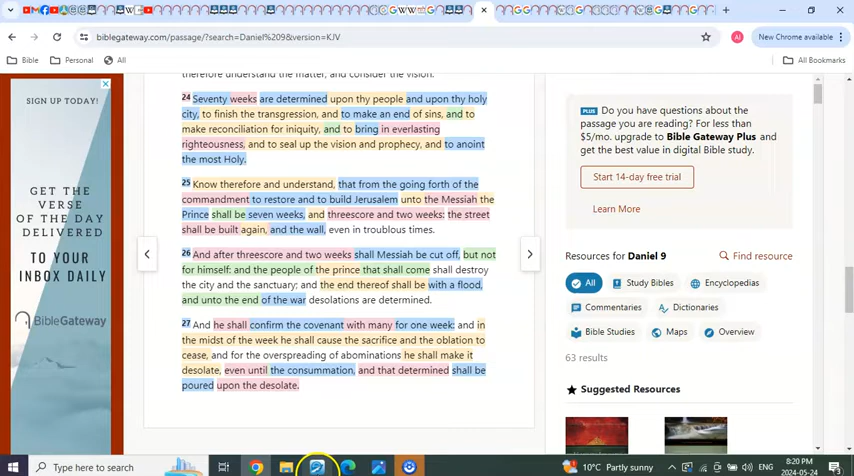 biblegateway.com/passage/?search=Daniel%209&version=KJV
New Chrome available
Bible
Personal
All
All Bookmarks
SIGN UP TODAY!
GET THE
VERSE
OF THE DAY
DELIVERED
TO YOUR
INBOX DAILY
BibleGateway
therefore understand the matter, and consider the vision.
24 Seventy weeks are determined upon thy people and upon thy holy
city, to finish the transgression, and to make an end of sins, and to
make reconciliation for iniquity, and to bring in everlasting
righteousness, and to seal up the vision and prophecy, and to anoint
the most Holy.
25 Know therefore and understand, that from the going forth of the
commandment to restore and to build Jerusalem unto the Messiah the
Prince shall be seven weeks, and threescore and two weeks: the street
shall be built again, and the wall, even in troublous times.
26 And after threescore and two weeks shall Messiah be cut off, but not
for himself: and the people of the prince that shall come shall destroy
the city and the sanctuary; and the end thereof shall be with a flood,
and unto the end of the war desolations are determined.
27 And he shall confirm the covenant with many for one week: and in
the midst of the week he shall cause the sacrifice and the oblation to
cease, and for the overspreading of abominations he shall make it
desolate, even until the consummation, and that determined shall be
poured upon the desolate.
PLUS Do you have questions about the
passage you are reading? For less than
$5/mo. upgrade to Bible Gateway Plus and
get the best value in digital Bible study.
Start 14-day free trial
Learn More
Resources for Daniel 9
Find resource
All
Study Bibles
Encyclopedias
Commentaries
Dictionaries
Bible Studies
Maps
Overview
63 results
Suggested Resources
Type here to search
10°C Partly sunny
ENG
8:20 PM
2024-05-24